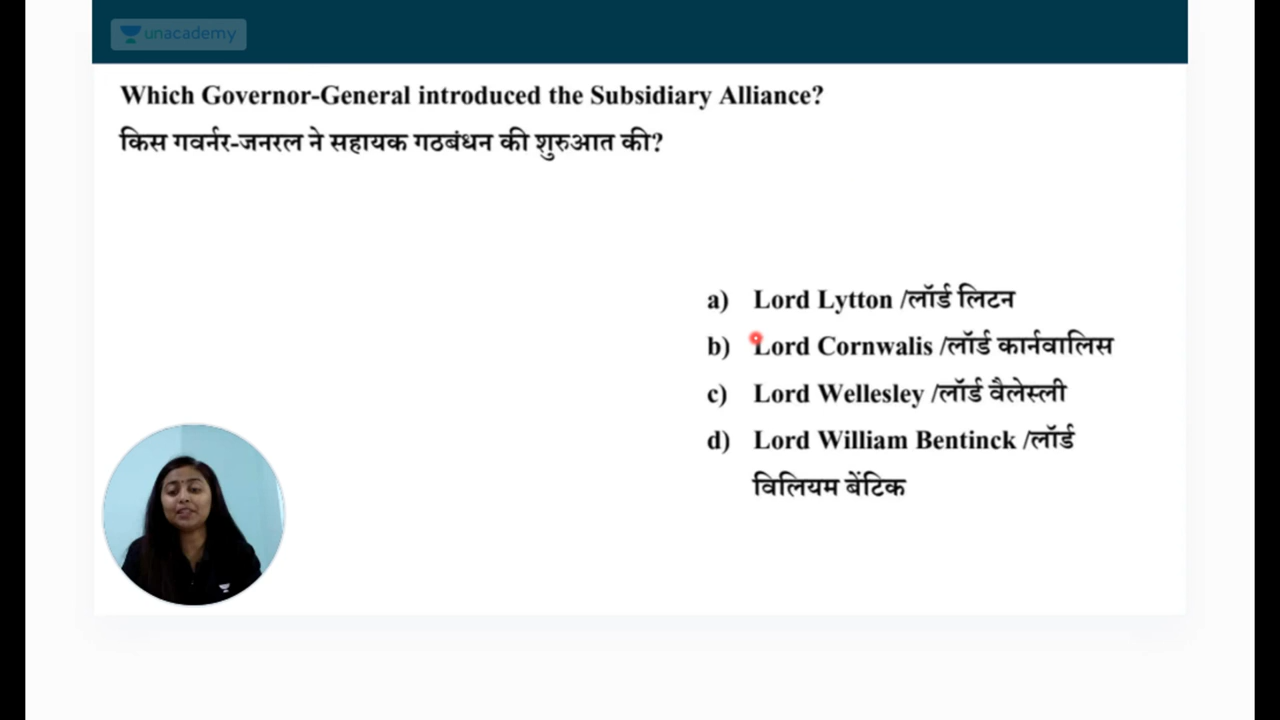 unacademy
Which Governor-General introduced the Subsidiary Alliance?
किस गवर्नर-जनरल ने सहायक गठबंधन की शुरुआत की?
a) Lord Lytton /लॉर्ड लिटन
b) Lord Cornwalis /लॉर्ड कार्नवालिस
c) Lord Wellesley /लॉर्ड वैलेस्ली
d) Lord William Bentinck /लॉर्ड
विलियम बेंटिक